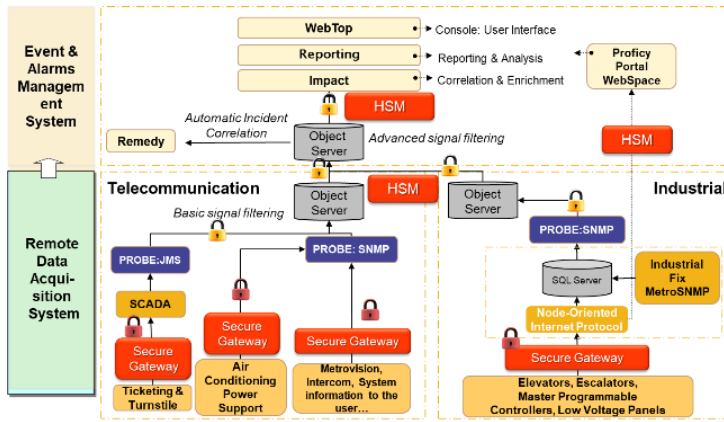 Event &
Alarms
Managem
ent
System
WebTop
Console: User Interface
Reporting
Reporting & Analysis
Impact
Correlation & Enrichment
Proficy
Portal
WebSpace
HSM
HSM
Automatic Incident
Correlation
Remedy
Object
Server
Advanced signal filtering
Remote
Data
Acqui-
sition
System
Telecommunication
HSM
Industrial
Object
Server
Object
Server
Basic signal filtering
PROBE:JMS
PROBE: SNMP
PROBE:SNMP
SCADA
SQL Server
Industrial
Fix
MetroSNMP
Node-Oriented
Internet Protocol
Secure
Gateway
Secure
Gateway
Secure Gateway
Secure Gateway
Ticketing &
Turnstile
Air
Conditioning
Power
Support
Metrovision,
Intercom, System
information to the
user...
Elevators, Escalators,
Master Programmable
Controllers, Low Voltage Panels